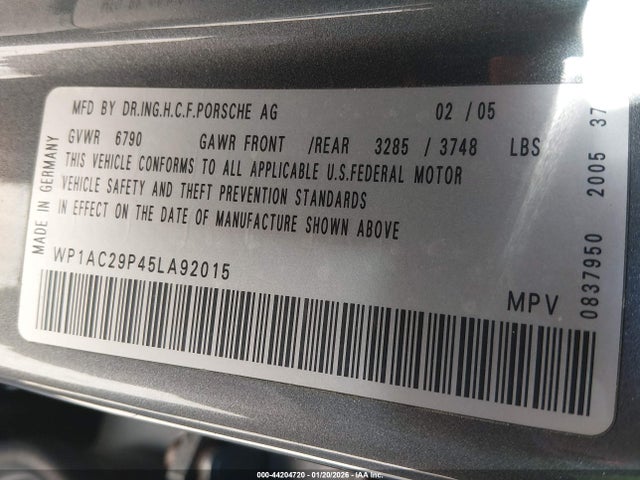 MFD BY DR.ING.H.C.F.PORSCHE AG 02 / 05
GVWR 6790 GAWR FRONT /REAR 3285 / 3748 LBS
THIS VEHICLE CONFORMS TO ALL APPLICABLE U.S.FEDERAL MOTOR
VEHICLE SAFETY AND THEFT PREVENTION STANDARDS
IN EFFECT ON THE DATE OF MANUFACTURE SHOWN ABOVE
WP1AC29P45LA92015
MPV
MADE IN GERMANY
0837950 2005 37
000-44204720 - 01/20/2026 - IAAI.COM